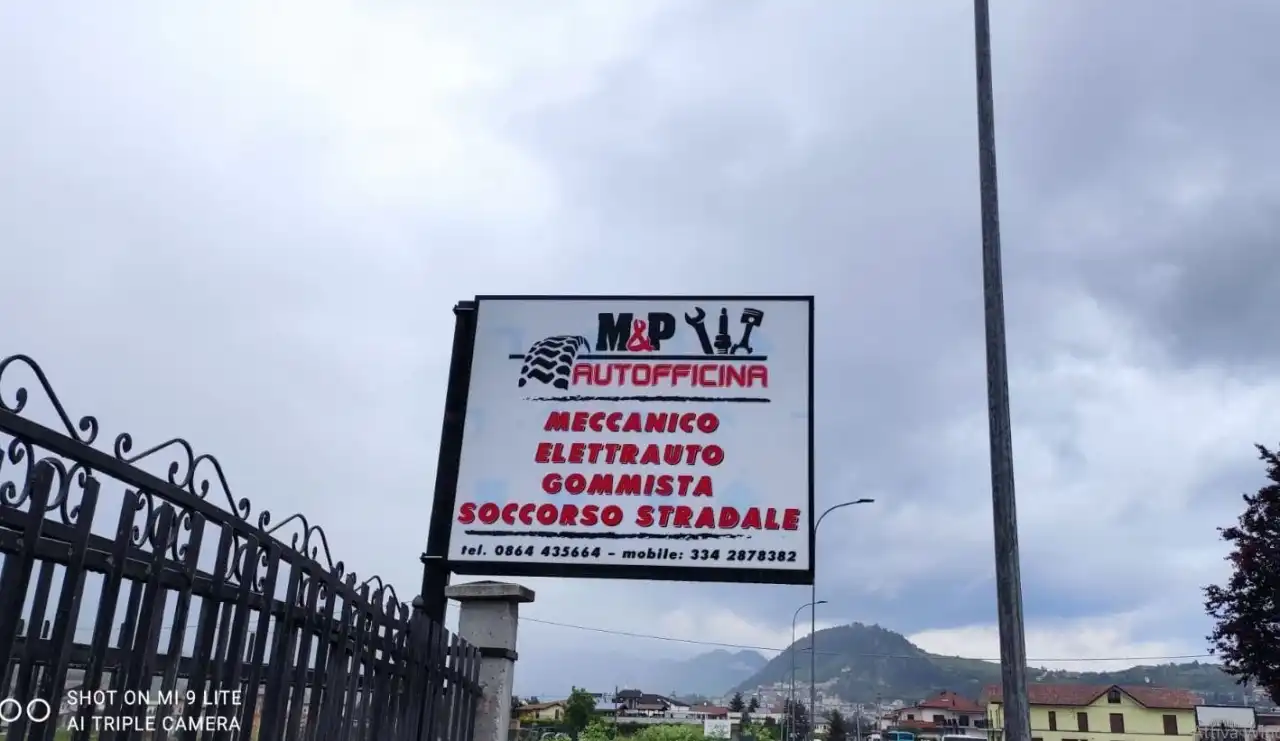 M&P
AUTOFFICINA
MECCANICO
ELETTRAUTO
GOMMISTA
SOCCORSO STRADALE
tel. 0864 435664 - mobile: 334 2878382
SHOT ON MI 9 LITE
AI TRIPLE CAMERA